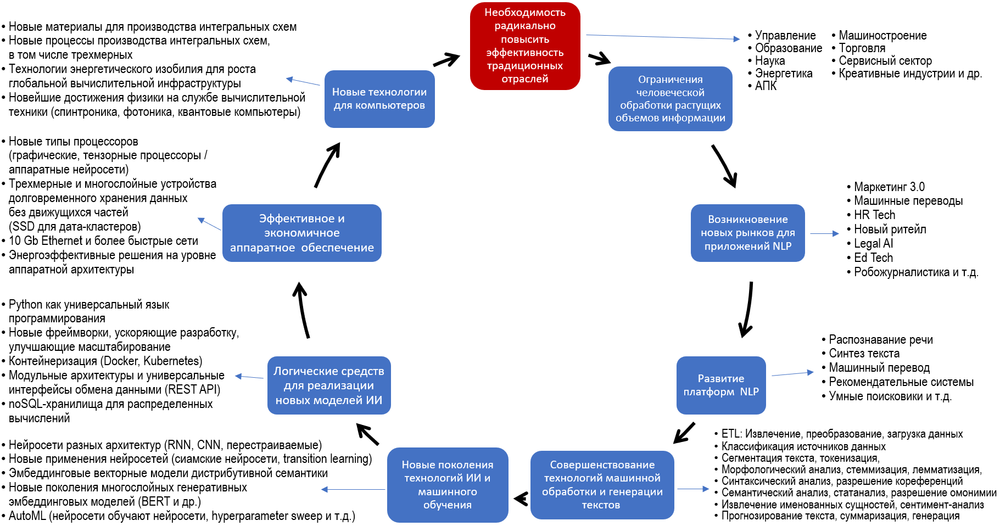 Необходимость
радикально
повысить
эффективность
традиционных
отраслей
• Управление
• Образование
• Наука
• Энергетика
• АПК
• Машиностроение
• Торговля
• Сервисный сектор
• Креативные индустрии и др.
Ограничения
человеческой
обработки растущих
объемов информации
Возникновение
новых рынков для
приложений NLP
• Маркетинг 3.0
• Машинные переводы
• HR Tech
• Новый ритейл
• Legal AI
• Ed Tech
• Робожурналистика и т.д.
Развитие
платформ NLP
• Распознавание речи
• Синтез текста
• Машинный перевод
• Рекомендательные системы
• Умные поисковики и т.д.
Совершенствование
технологий машинной
обработки и генерации
текстов
• ETL: Извлечение, преобразование, загрузка данных
• Классификация источников данных
• Сегментация текста, токенизация,
• Морфологический анализ, стеммизация, лемматизация,
• Синтаксический анализ, разрешение кореференций
• Семантический анализ, статанализ, разрешение омонимии
• Извлечение именованных сущностей, сентимент-анализ
• Прогнозирование текста, суммаризация, генерация
Новые поколения
технологий ИИ и
машинного
обучения
• Нейросети разных архитектур (RNN, CNN, перестраиваемые)
• Новые применения нейросетей (сиамские нейросети, transition learning)
• Эмбеддинговые векторные модели дистрибутивной семантики
• Новые поколения многослойных генеративных
эмбеддинговых моделей (BERT и др.)
• AutoML (нейросети обучают нейросети, hyperparameter sweep и т.д.)
Логические средств
для реализации
новых моделей ИИ
• Python как универсальный язык
программирования
• Новые фреймворки, ускоряющие разработку,
улучшающие масштабирование
• Контейнеризация (Docker, Kubernetes)
• Модульные архитектуры и универсальные
интерфейсы обмена данными (REST API)
• noSQL-хранилища для распределенных
вычислений
Эффективное и
экономичное
аппаратное обеспечение
• Новые типы процессоров
(графические, тензорные процессоры /
аппаратные нейросети)
• Трехмерные и многослойные устройства
долговременного хранения данных
без движущихся частей
(SSD для дата-кластеров)
• 10 Gb Ethernet и более быстрые сети
• Энергоэффективные решения на уровне
аппаратной архитектуры
Новые технологии
для компьютеров
• Новые материалы для производства интегральных схем
• Новые процессы производства интегральных схем,
в том числе трехмерных
• Технологии энергетического изобилия для роста
глобальной вычислительной инфраструктуры
• Новейшие достижения физики на службе вычислительной
техники (спинтроника, фотоника, квантовые компьютеры)